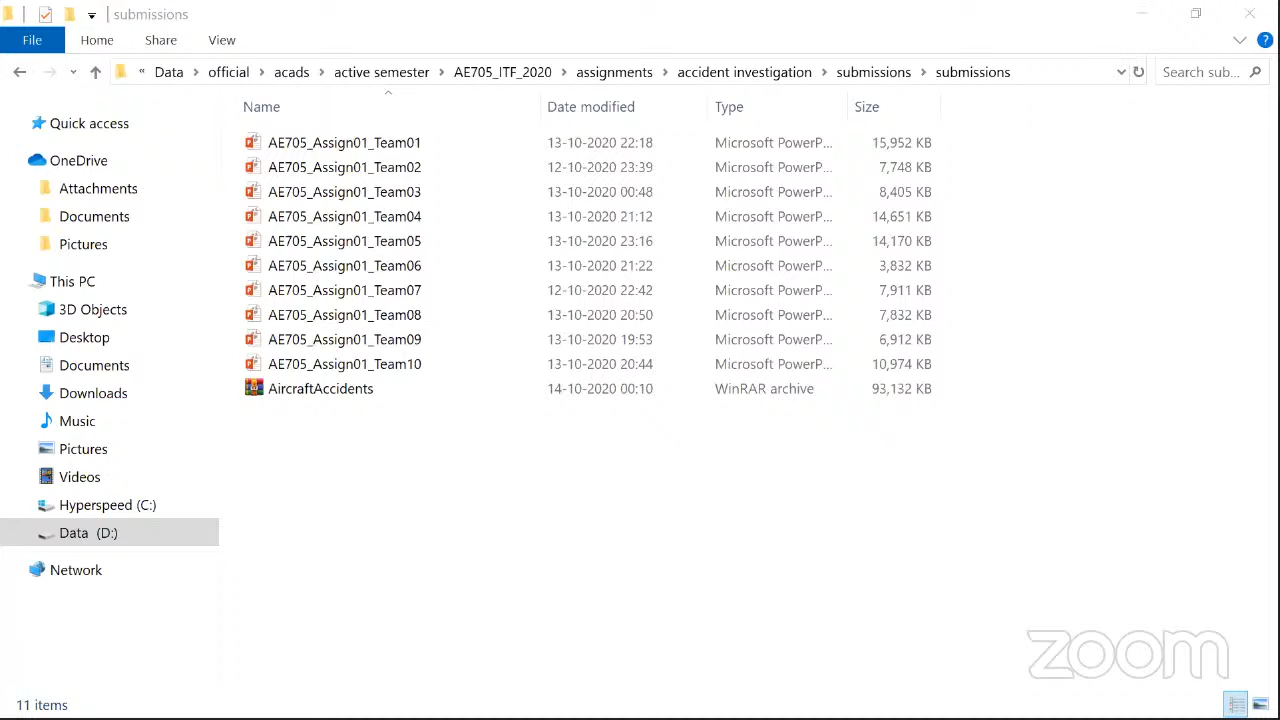 submissions
File Home Share View
« Data > official > acads > active semester > AE705_ITF_2020 > assignments > accident investigation > submissions > submissions Search sub...
Name Date modified Type Size
Quick access
OneDrive
Attachments
Documents
Pictures
This PC
3D Objects
Desktop
Documents
Downloads
Music
Pictures
Videos
Hyperspeed (C:)
Data (D:)
Network
AE705_Assign01_Team01 13-10-2020 22:18 Microsoft PowerP... 15,952 KB
AE705_Assign01_Team02 12-10-2020 23:39 Microsoft PowerP... 7,748 KB
AE705_Assign01_Team03 13-10-2020 00:48 Microsoft PowerP... 8,405 KB
AE705_Assign01_Team04 13-10-2020 21:12 Microsoft PowerP... 14,651 KB
AE705_Assign01_Team05 13-10-2020 23:16 Microsoft PowerP... 14,170 KB
AE705_Assign01_Team06 13-10-2020 21:22 Microsoft PowerP... 3,832 KB
AE705_Assign01_Team07 12-10-2020 22:42 Microsoft PowerP... 7,911 KB
AE705_Assign01_Team08 13-10-2020 20:50 Microsoft PowerP... 7,832 KB
AE705_Assign01_Team09 13-10-2020 19:53 Microsoft PowerP... 6,912 KB
AE705_Assign01_Team10 13-10-2020 20:44 Microsoft PowerP... 10,974 KB
AircraftAccidents 14-10-2020 00:10 WinRAR archive 93,132 KB
zoom
11 items